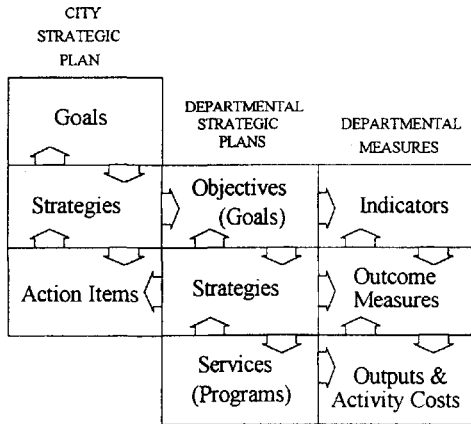 CITY
STRATEGIC
PLAN
DEPARTMENTAL
STRATEGIC
PLANS
DEPARTMENTAL
MEASURES
Goals
Strategies
Objectives
(Goals)
Indicators
Action Items
Strategies
Outcome
Measures
Services
(Programs)
Outputs &
Activity Costs